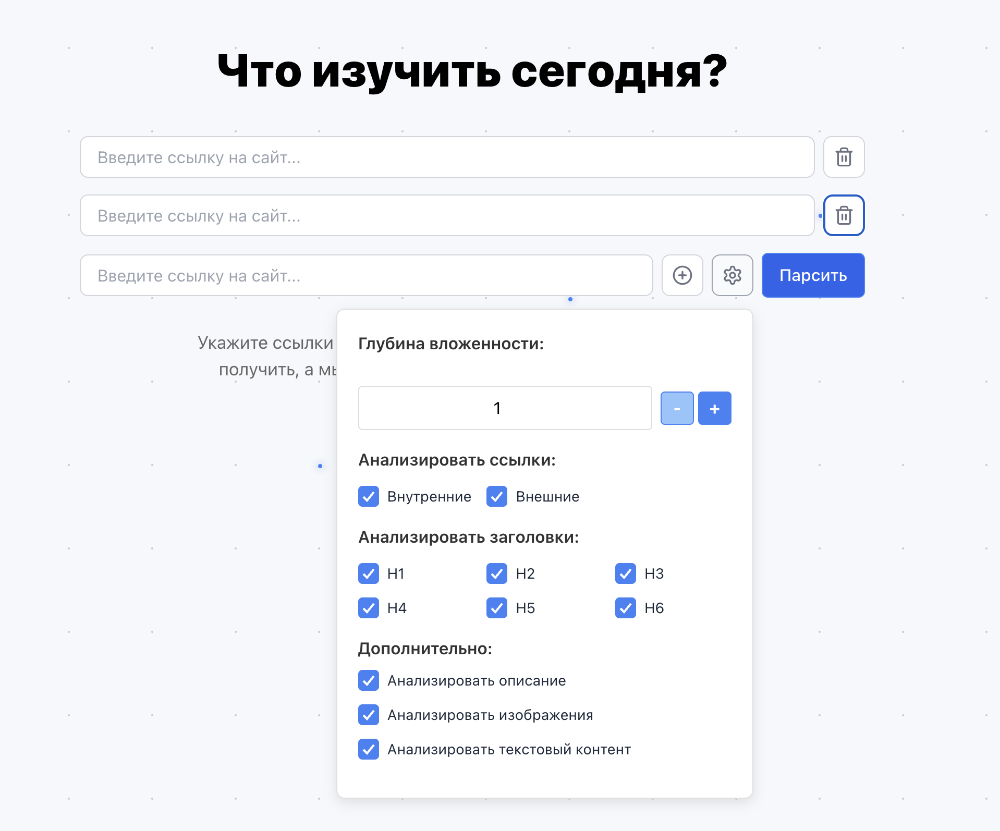 Что изучить сегодня?
Введите ссылку на сайт...
Введите ссылку на сайт...
Введите ссылку на сайт...
Парсить
Укажите ссылки
получить, а
Глубина вложенности:
1
- +
Анализировать ссылки:
Внутренние Внешние
Анализировать заголовки:
H1 H2 H3
H4 H5 H6
Дополнительно:
Анализировать описание
Анализировать изображения
Анализировать текстовый контент